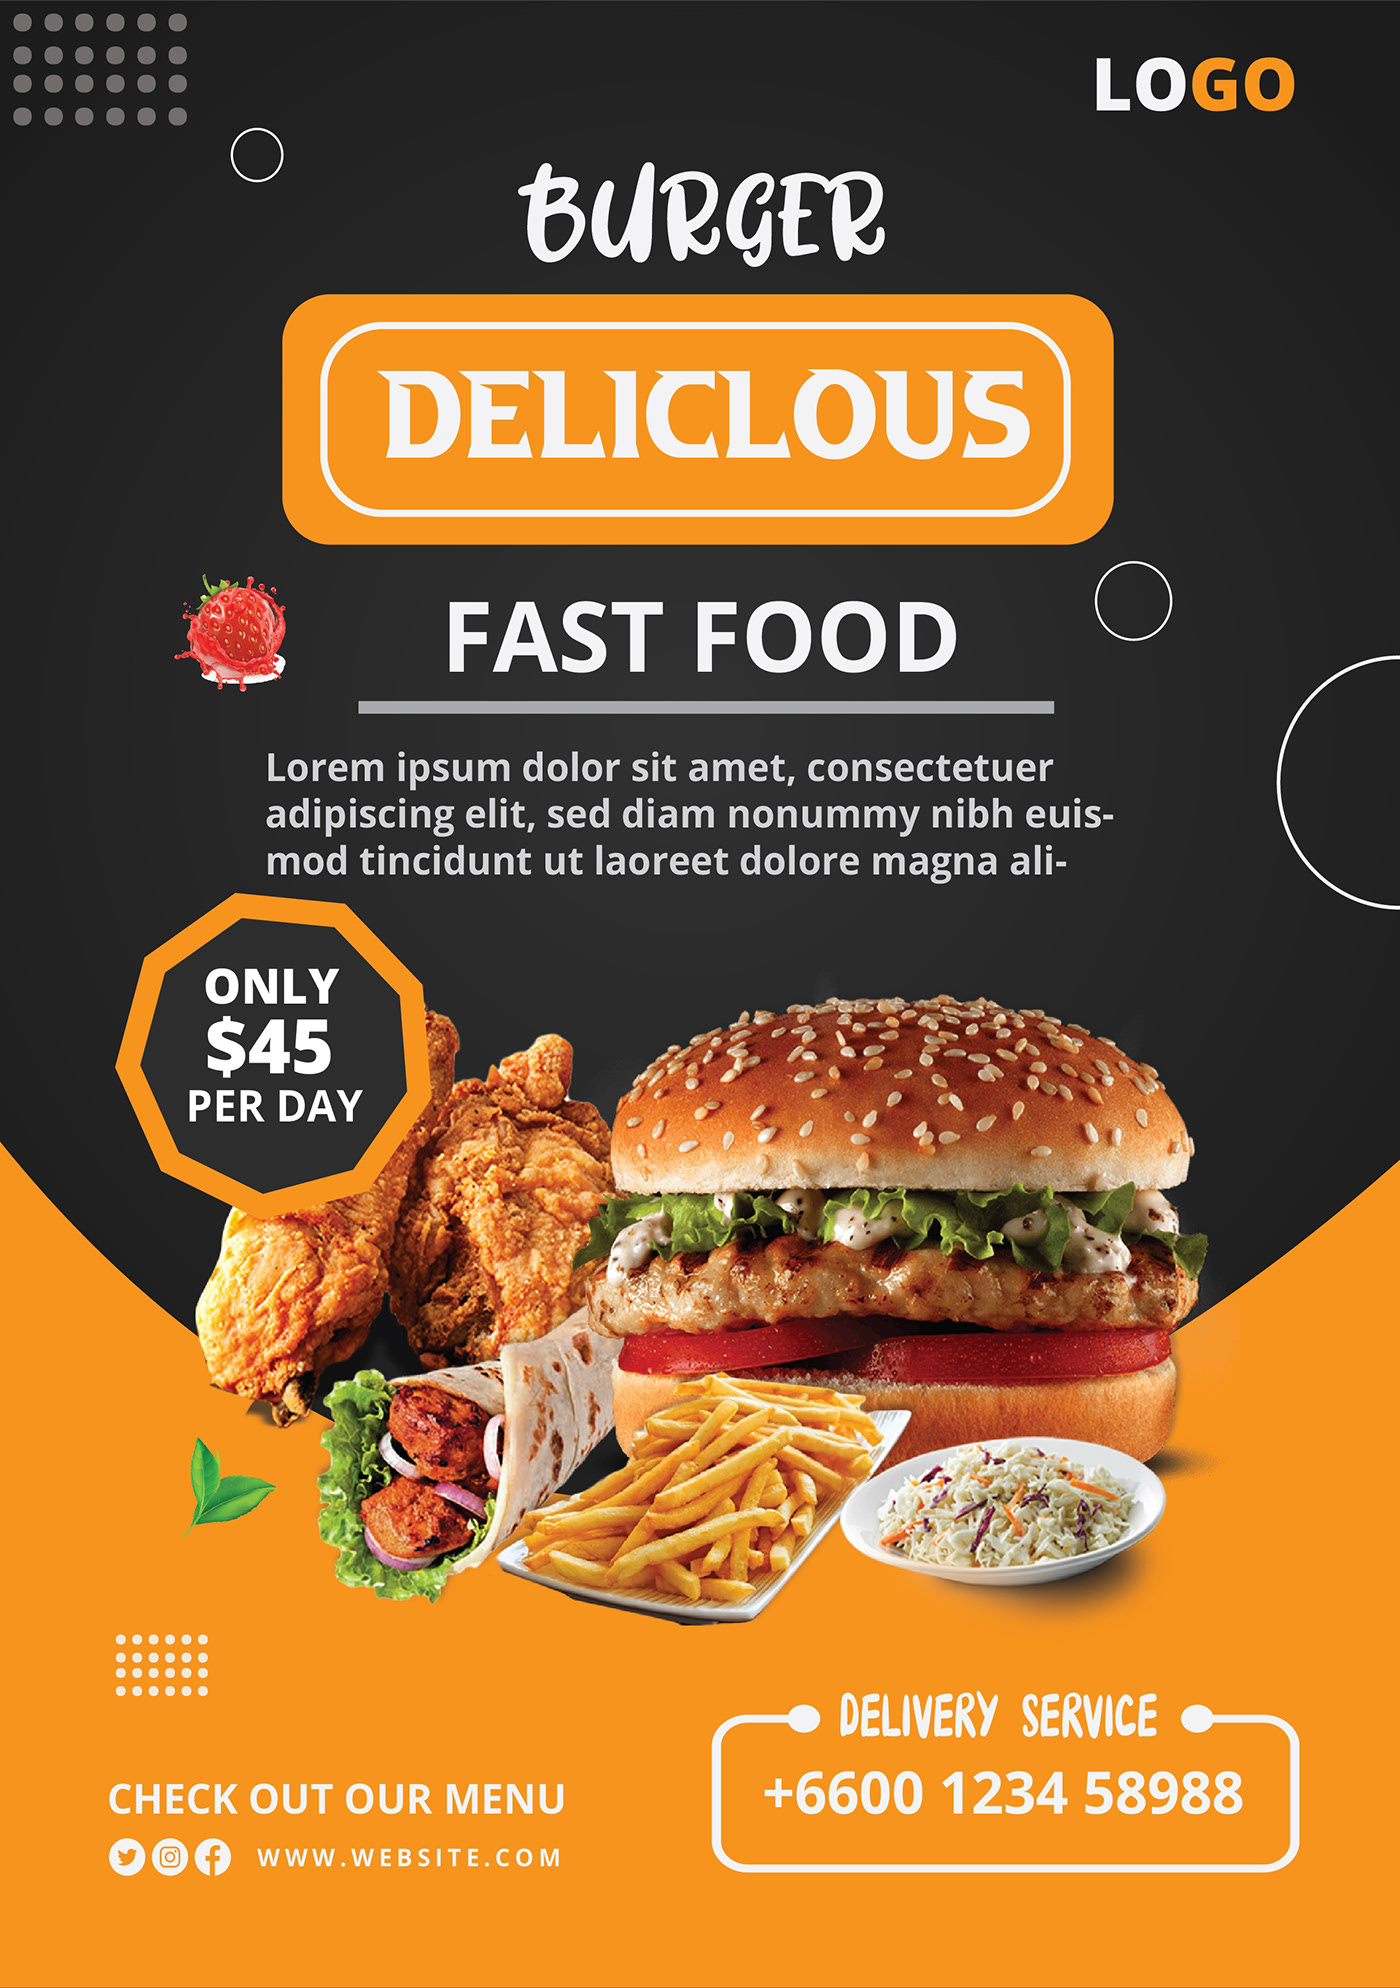 LOGO
BURGER
DELICLOUS
FAST FOOD
Lorem ipsum dolor sit amet, consectetuer
adipiscing elit, sed diam nonummy nibh euis-
mod tincidunt ut laoreet dolore magna ali-
ONLY
$45
PER DAY
DELIVERY SERVICE
+6600 1234 58988
CHECK OUT OUR MENU
WWW.WEBSITE.COM